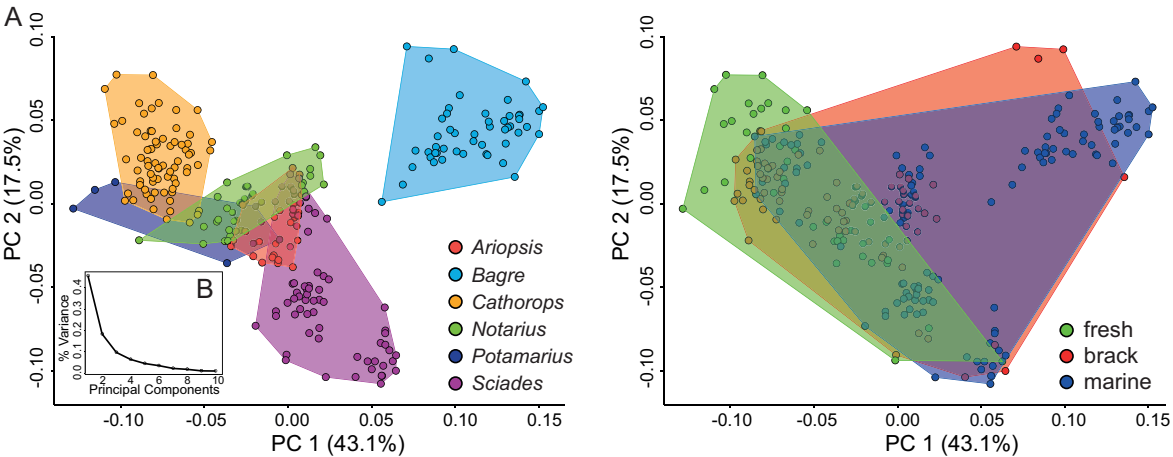 A
PC 2 (17.5%)
0.10
0.05
0.00
-0.05
-0.10
Ariopsis
Bagre
Cathorops
Notarius
Potamarius
Sciades
B
% Variance
0.4
0.3
0.2
0.1
0.0
2 4 6 8 10
Principal Components
-0.10 -0.05 0.00 0.05 0.10 0.15
PC 1 (43.1%)
PC 2 (17.5%)
0.10
0.05
0.00
-0.05
-0.10
fresh
brack
marine
-0.10 -0.05 0.00 0.05 0.10 0.15
PC 1 (43.1%)